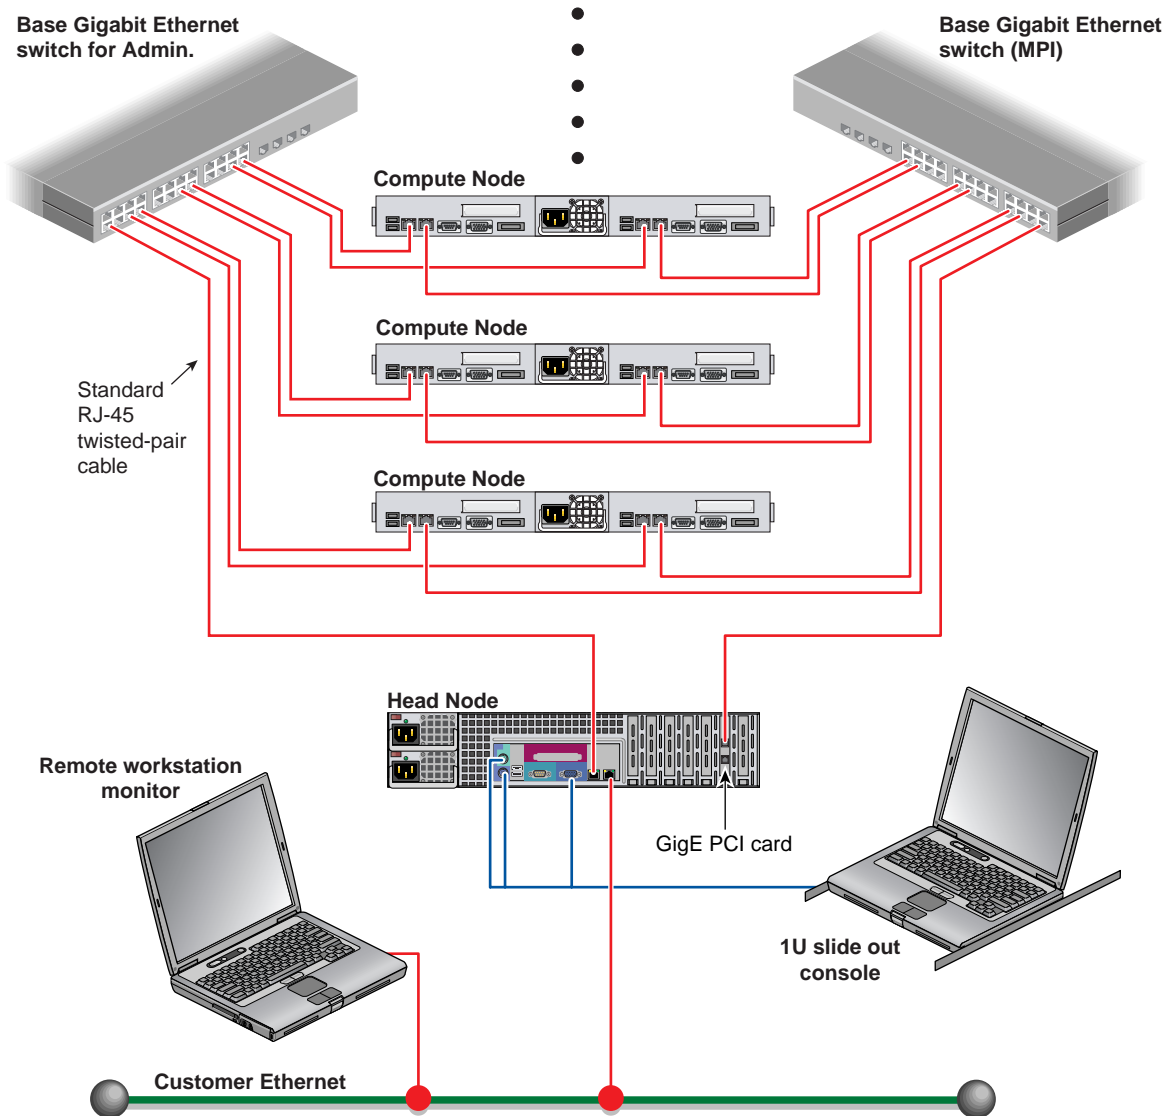 Base Gigabit Ethernet
switch for Admin.
Base Gigabit Ethernet
switch (MPI)
Compute Node
Compute Node
Standard
RJ-45
twisted-pair
cable
Compute Node
Head Node
Remote workstation
monitor
GigE PCI card
1U slide out
console
Customer Ethernet